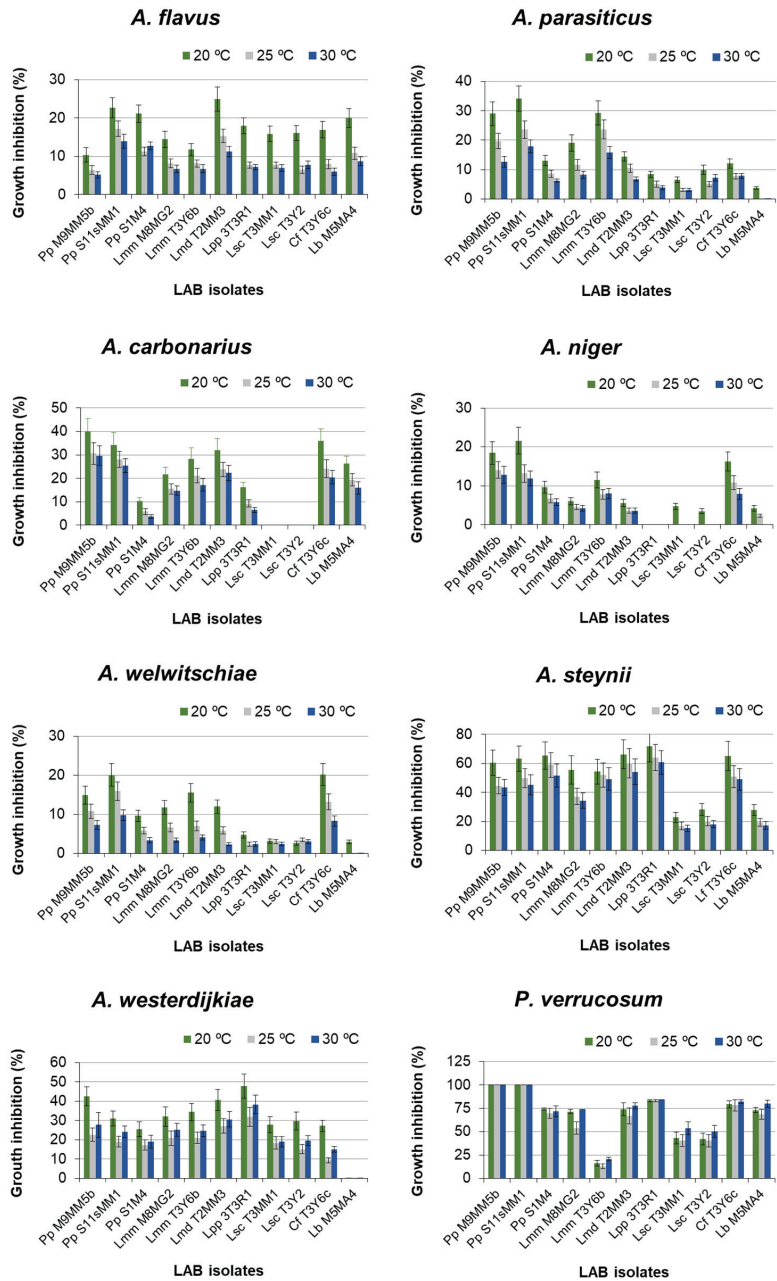 A. flavus
20 ºC 25 ºC 30 ºC
Growth inhibition (%)
30
20
10
0
Pp M9MM5b
Pp S11sMM1
Pp S1M4
Lmm M8MG2
Lmm T3Y6b
Lmd T2MM3
Lpp 3T3R1
Lsc T3MM1
Lsc T3Y2
Cf T3Y6c
Lb M5MA4
LAB isolates
A. parasiticus
20 ºC 25 ºC 30 ºC
Growth inhibition (%)
40
30
20
10
0
Pp M9MM5b
Pp S11sMM1
Pp S1M4
Lmm M8MG2
Lmm T3Y6b
Lmd T2MM3
Lpp 3T3R1
Lsc T3MM1
Lsc T3Y2
Cf T3Y6c
Lb M5MA4
LAB isolates
A. carbonarius
20 ºC 25 ºC 30 ºC
Growth inhibition (%)
50
40
30
20
10
0
Pp M9MM5b
Pp S11sMM1
Pp S1M4
Lmm M8MG2
Lmm T3Y6b
Lmd T2MM3
Lpp 3T3R1
Lsc T3MM1
Lsc T3Y2
Cf T3Y6c
Lb M5MA4
LAB isolates
A. niger
20 ºC 25 ºC 30 ºC
Growth inhibition (%)
30
20
10
0
Pp M9MM5b
Pp S11sMM1
Pp S1M4
Lmm M8MG2
Lmm T3Y6b
Lmd T2MM3
Lpp 3T3R1
Lsc T3MM1
Lsc T3Y2
Cf T3Y6c
Lb M5MA4
LAB isolates
A. welwitschiae
20 ºC 25 ºC 30 ºC
Growth inhibition (%)
30
20
10
0
Pp M9MM5b
Pp S11sMM1
Pp S1M4
Lmm M8MG2
Lmm T3Y6b
Lmd T2MM3
Lpp 3T3R1
Lsc T3MM1
Lsc T3Y2
Cf T3Y6c
Lb M5MA4
LAB isolates
A. steynii
20 ºC 25 ºC 30 ºC
Growth inhibition (%)
80
60
40
20
0
Pp M9MM5b
Pp S11sMM1
Pp S1M4
Lmm M8MG2
Lmm T3Y6b
Lmd T2MM3
Lpp 3T3R1
Lsc T3MM1
Lsc T3Y2
Lf T3Y6c
Lb M5MA4
LAB isolates
A. westerdijkiae
20 ºC 25 ºC 30 ºC
Grouth inhibition (%)
60
50
40
30
20
10
0
Pp M9MM5b
Pp S11sMM1
Pp S1M4
Lmm M8MG2
Lmm T3Y6b
Lmd T2MM3
Lpp 3T3R1
Lsc T3MM1
Lsc T3Y2
Cf T3Y6c
Lb M5MA4
LAB isolates
P. verrucosum
20 ºC 25 ºC 30 ºC
Growth inhibition (%)
125
100
75
50
25
0
Pp M9MM5b
Pp S11sMM1
Pp S1M4
Lmm M8MG2
Lmm T3Y6b
Lmd T2MM3
Lpp 3T3R1
Lsc T3MM1
Lsc T3Y2
Cf T3Y6c
Lb M5MA4
LAB isolates